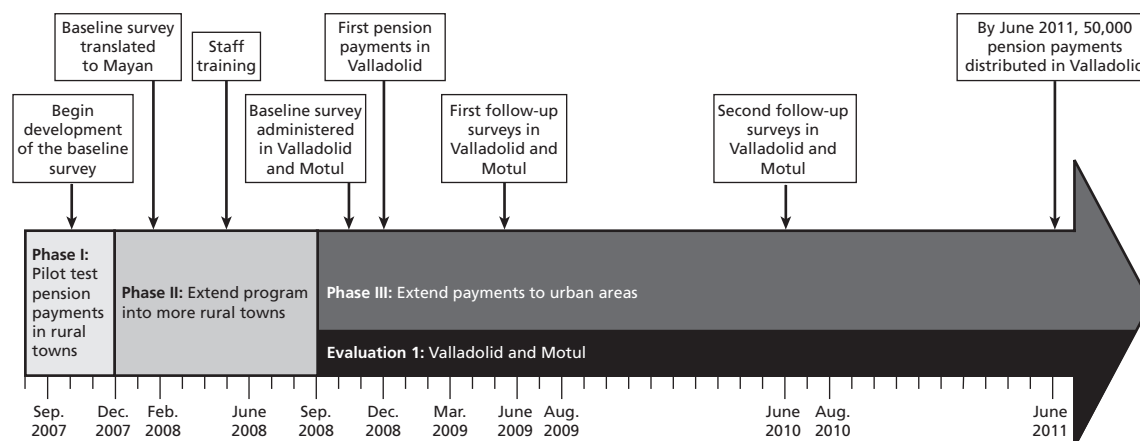 Baseline survey
translated
to Mayan
Staff
training
First pension
payments in
Valladolid
By June 2011, 50,000
pension payments
distributed in Valladolid
Begin
development
of the baseline
survey
Baseline survey
administered
in Valladolid
and Motul
First follow-up
surveys in
Valladolid and
Motul
Second follow-up
surveys in
Valladolid and
Motul
Phase I:
Pilot test
pension
payments
in rural
towns
Phase II: Extend program
into more rural towns
Phase III: Extend payments to urban areas
Evaluation 1: Valladolid and Motul
Sep.
2007
Dec.
2007
Feb.
2008
June
2008
Sep.
2008
Dec.
2008
Mar.
2009
June
2009
Aug.
2009
June
2010
Aug.
2010
June
2011